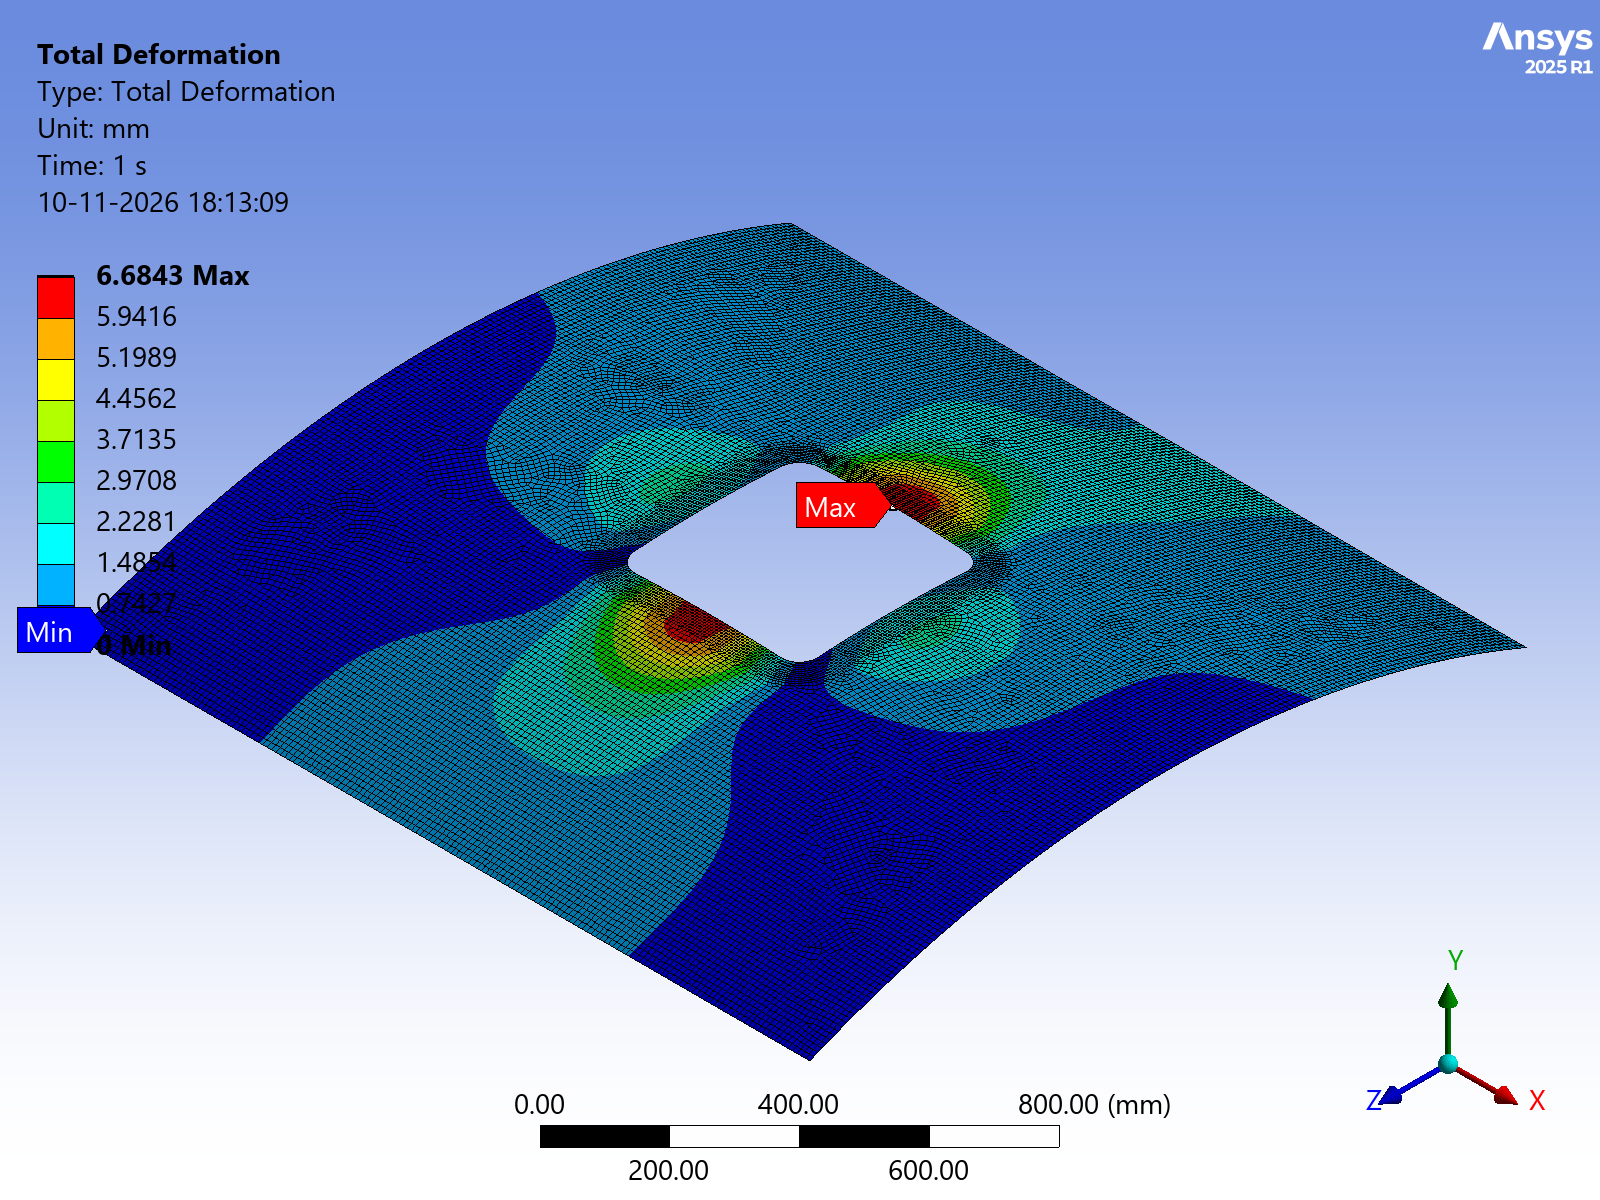 Total Deformation
Type: Total Deformation
Unit: mm
Time: 1 s
10-11-2026 18:13:09
Ansys
2025 R1
6.6843 Max
5.9416
5.1989
4.4562
3.7135
2.9708
2.2281
1.4854
0.7427
0 Min
Min
Max
Y
Z
X
0.00 400.00 800.00 (mm)
200.00 600.00